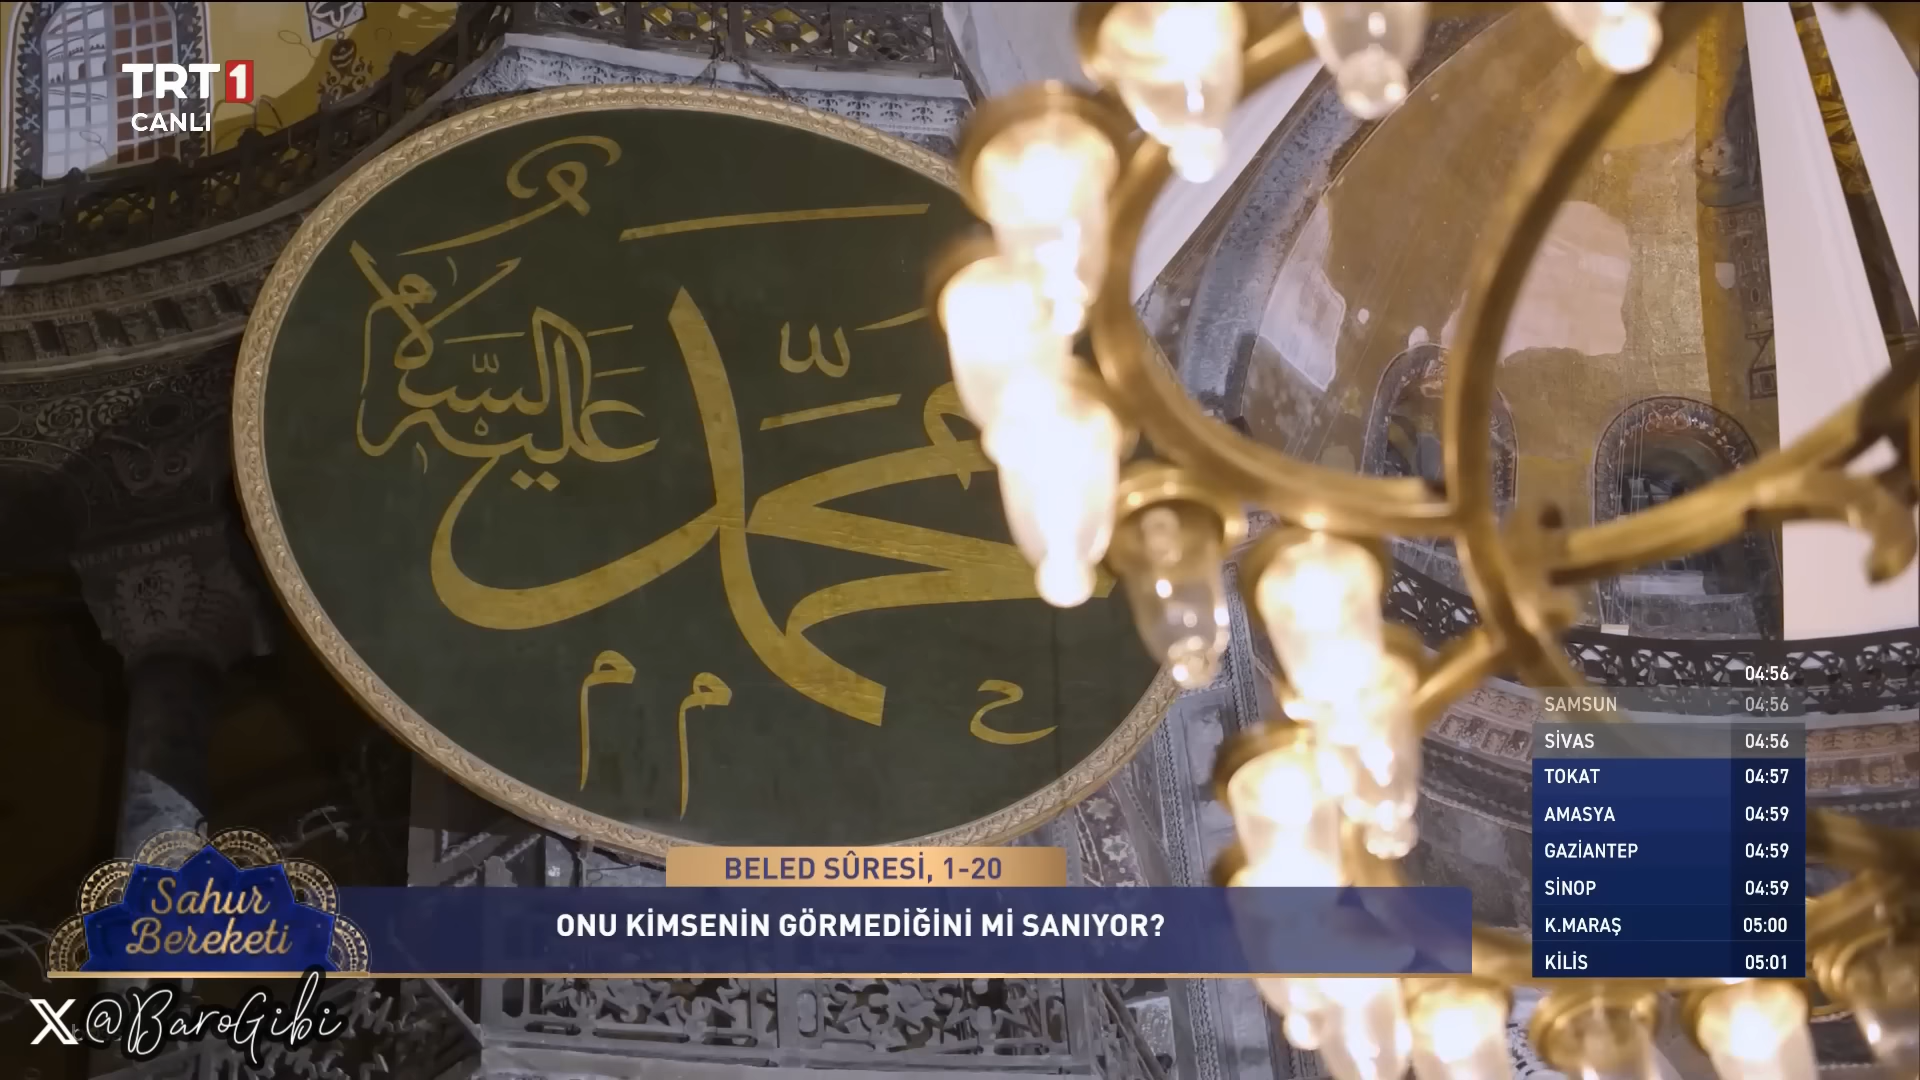 TRT 1
CANLI
محمد
عليه السلام
04:56
SAMSUN 04:56
SİVAS 04:56
TOKAT 04:57
AMASYA 04:59
GAZİANTEP 04:59
SİNOP 04:59
K.MARAŞ 05:00
KİLİS 05:01
BELED SÛRESİ, 1-20
ONU KİMSENİN GÖRMEDİĞİNİ Mİ SANIYOR?
Sahur
Bereketi
X @BaroGibi